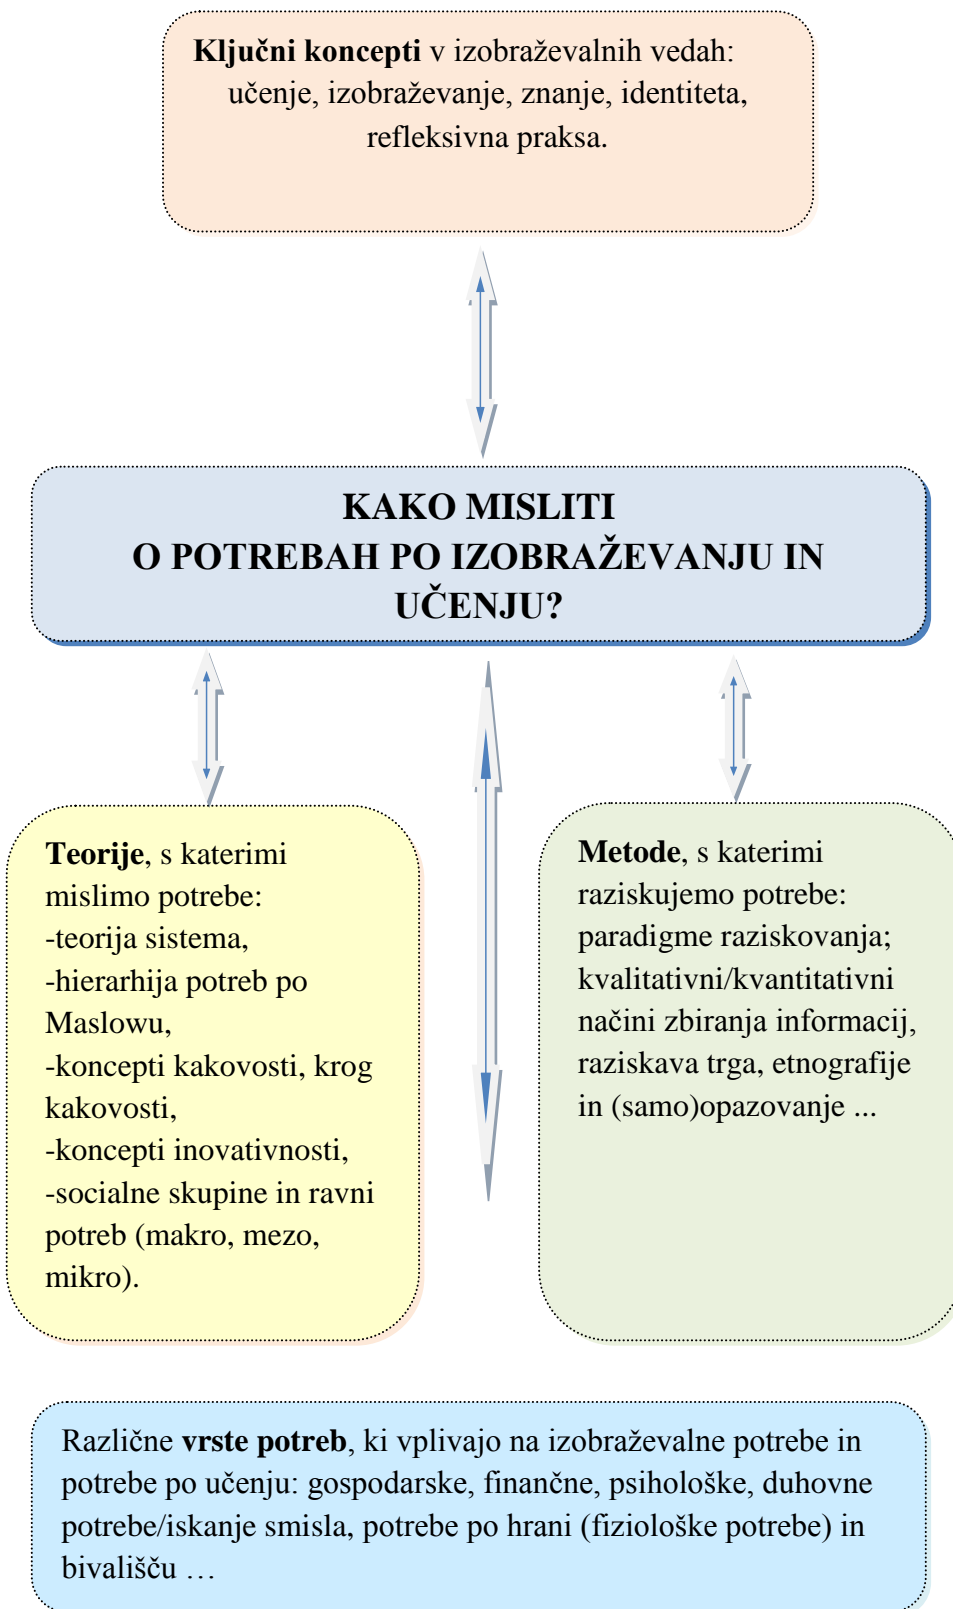 Ključni koncepti v izobraževalnih vedah:
učenje, izobraževanje, znanje, identiteta,
refleksivna praksa.
KAKO MISLITI
O POTREBAH PO IZOBRAŽEVANJU IN
UČENJU?
Teorije, s katerimi
mislimo potrebe:
-teorija sistema,
-hierarhija potreb po
Maslowu,
-koncepti kakovosti, krog
kakovosti,
-koncepti inovativnosti,
-socialne skupine in ravni
potreb (makro, mezo,
mikro).
Metode, s katerimi
raziskujemo potrebe:
paradigme raziskovanja;
kvalitativni/kvantitativni
načini zbiranja informacij,
raziskava trga, etnografije
in (samo)opazovanje ...
Različne vrste potreb, ki vplivajo na izobraževalne potrebe in
potrebe po učenju: gospodarske, finančne, psihološke, duhovne
potrebe/iskanje smisla, potrebe po hrani (fiziološke potrebe) in
bivališču …